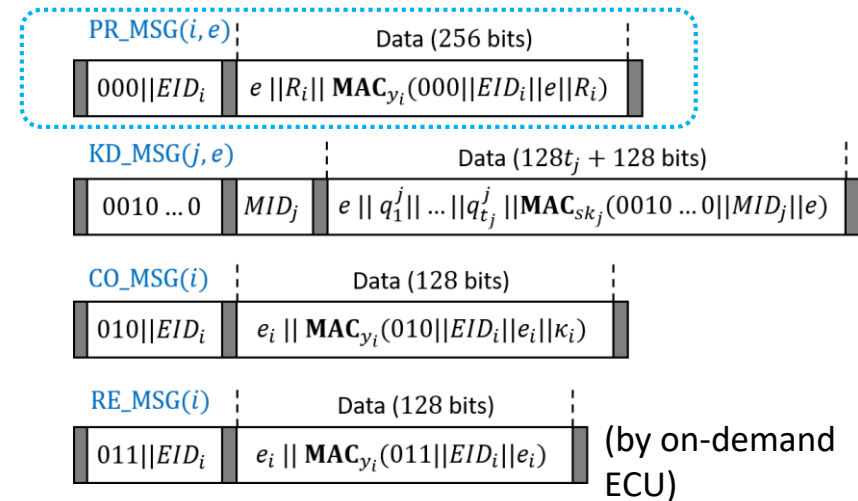 PR_MSG(i, e)
Data (256 bits)
000||EID_i
e ||R_i|| MAC_{y_i}(000||EID_i||e||R_i)
KD_MSG(j, e)
Data (128t_j + 128 bits)
0010 … 0
MID_j
e || q_1^j|| … ||q_{t_j}^j ||MAC_{sk_j}(0010 … 0||MID_j||e)
CO_MSG(i)
Data (128 bits)
010||EID_i
e_i || MAC_{y_i}(010||EID_i||e_i||κ_i)
RE_MSG(i)
Data (128 bits)
011||EID_i
e_i || MAC_{y_i}(011||EID_i||e_i)
(by on-demand
ECU)